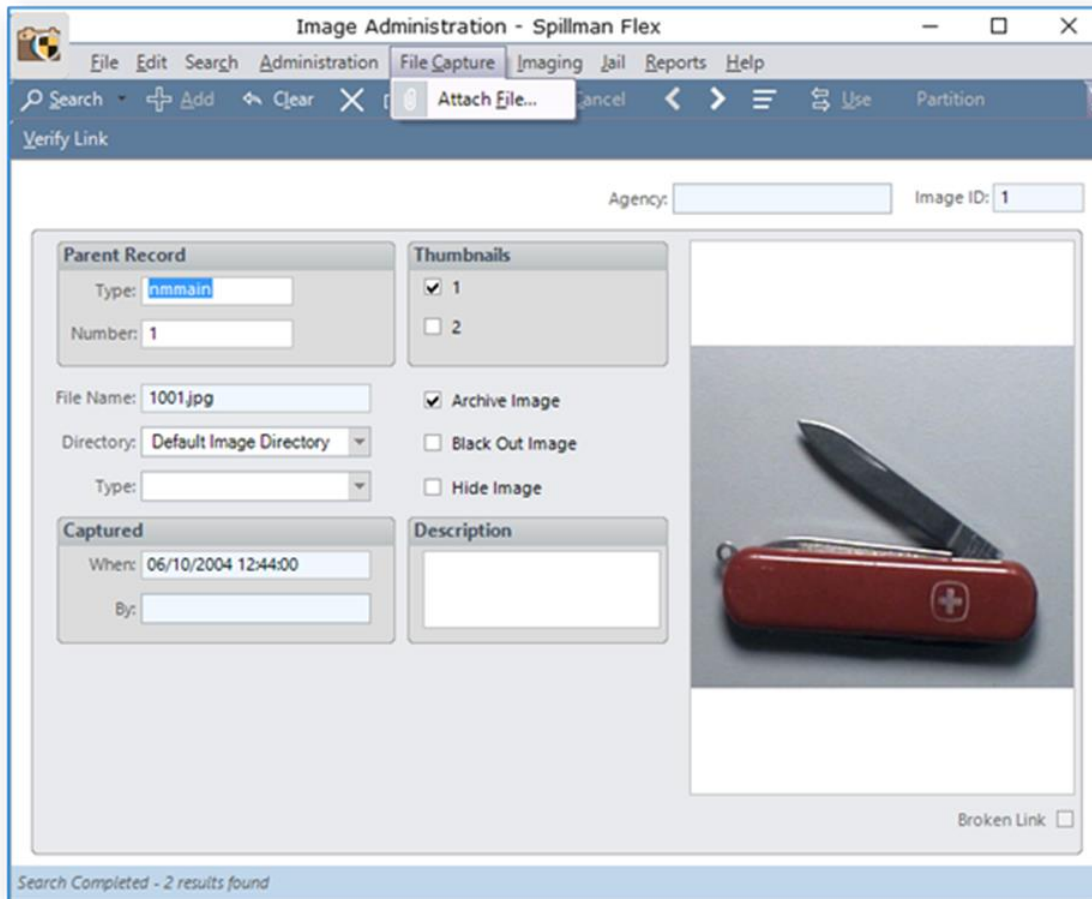 Image Administration - Spillman Flex
File Edit Search Administration File Capture Imaging Jail Reports Help
Search Add Clear Attach File... ancel Use Partition
Verify Link
Agency: Image ID: 1
Parent Record
Type: nmmain
Number: 1
Thumbnails
1
2
File Name: 1001.jpg
Directory: Default Image Directory
Type:
Archive Image
Black Out Image
Hide Image
Captured
When: 06/10/2004 12:44:00
By:
Description
Broken Link
Search Completed - 2 results found